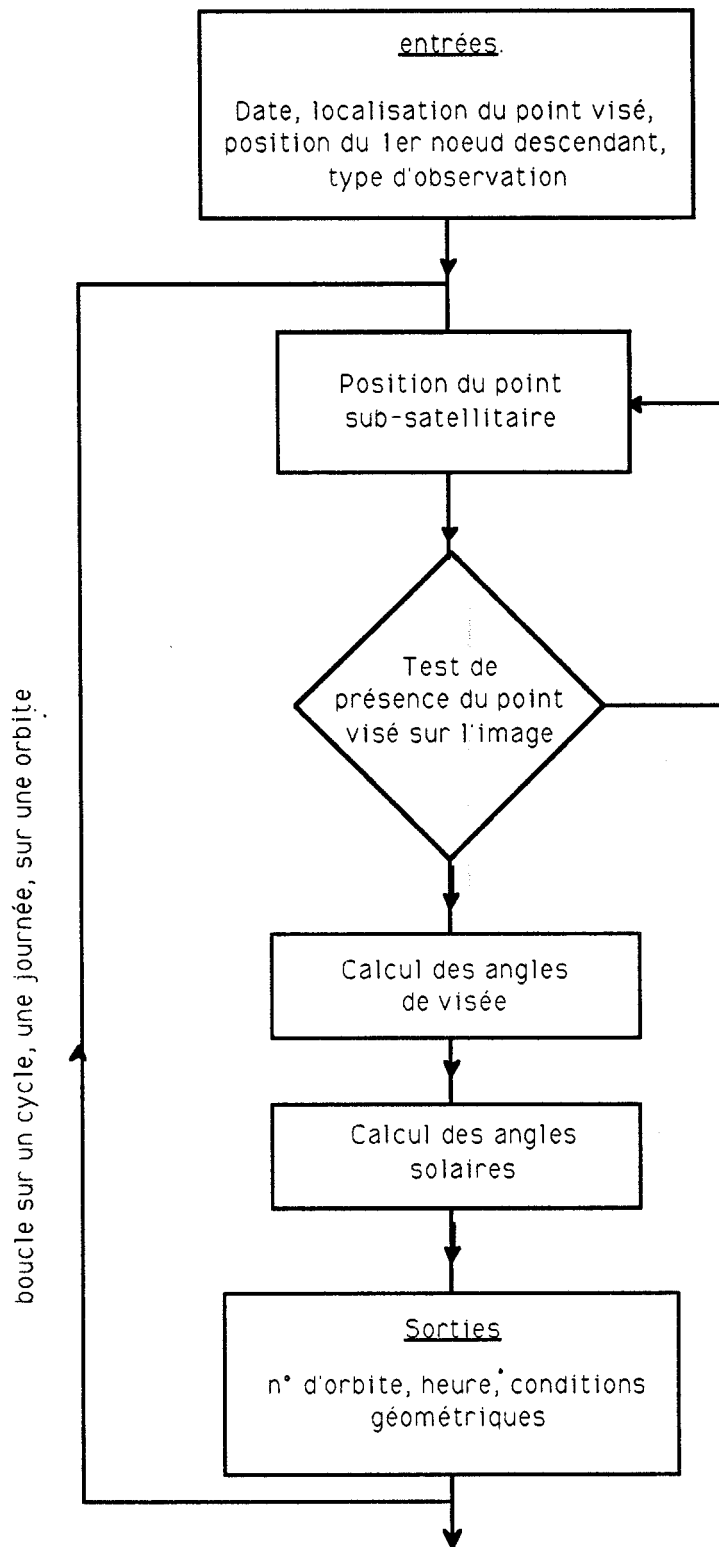 entrées.
Date, localisation du point visé,
position du 1er noeud descendant,
type d'observation
Position du point
sub-satellitaire
Test de
présence du point
visé sur l'image
boucle sur un cycle, une journée, sur une orbite
Calcul des angles
de visée
Calcul des angles
solaires
Sorties
n° d'orbite, heure, conditions
géométriques